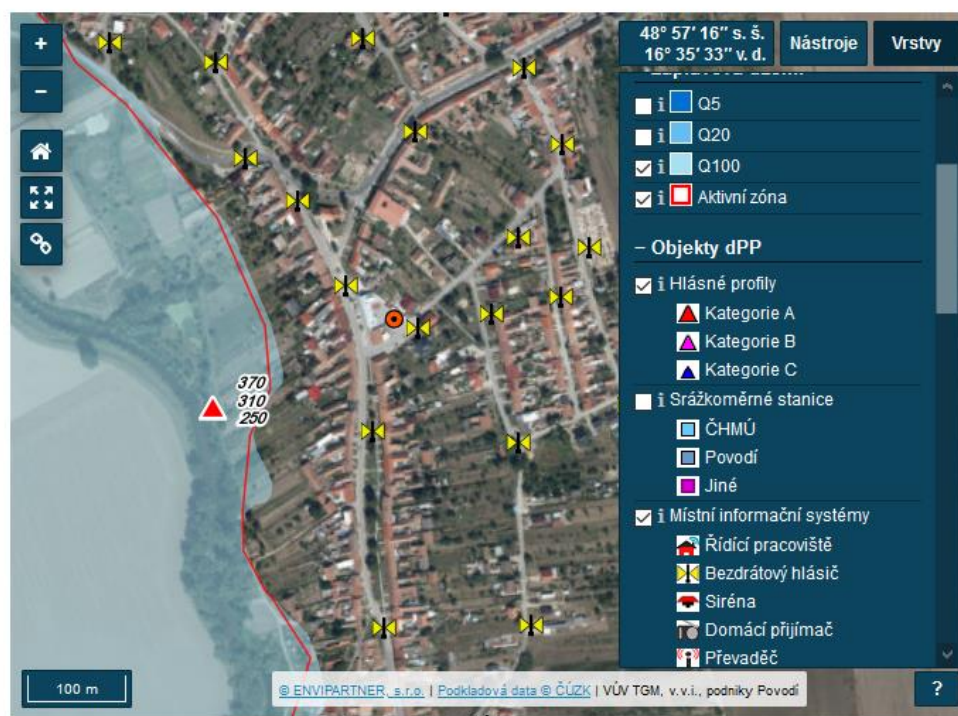 +
−
48° 57′ 16″ s. š.
16° 35′ 33″ v. d.
Nástroje
Vrstvy
i Q5
i Q20
i Q100
i Aktivní zóna
− Objekty dPP
i Hlásné profily
Kategorie A
Kategorie B
Kategorie C
i Srážkoměrné stanice
ČHMÚ
Povodí
Jiné
i Místní informační systémy
Řídící pracoviště
Bezdrátový hlásič
Siréna
Domácí přijímač
Převaděč
370
310
250
100 m
© ENVIPARTNER, s.r.o. | Podkladová data © ČÚZK | VÚV TGM, v.v.i., podniky Povodí
?